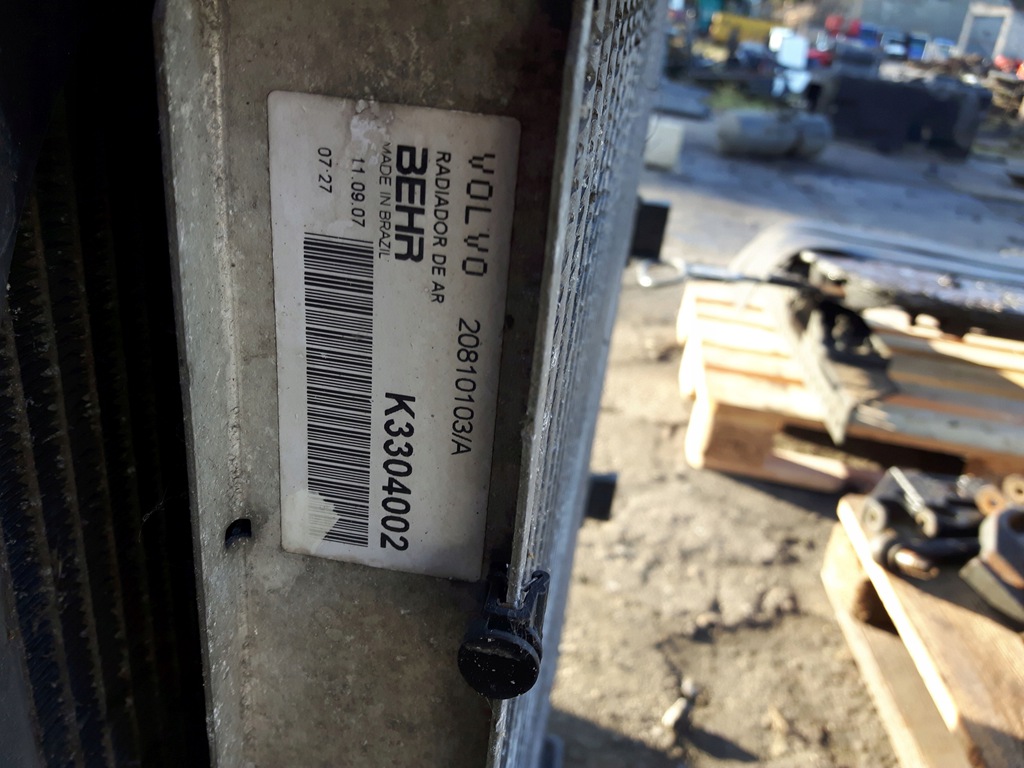 VOLVO 20810103/A
RADIADOR DE AR
BEHR K3304002
MADE IN BRAZIL
11.09.07
07:27